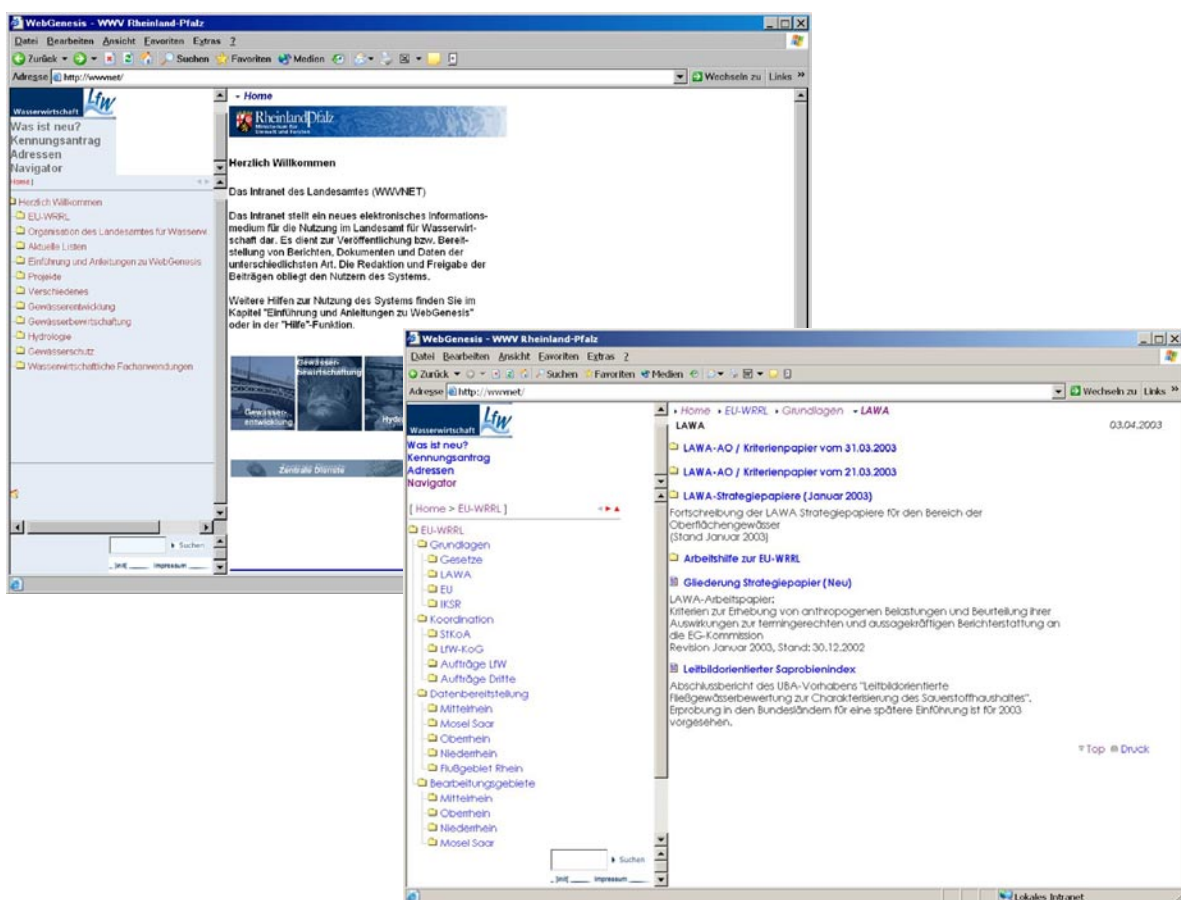 WebGenesis - WWV Rheinland-Pfalz
Datei Bearbeiten Ansicht Favoriten Extras ?
Zurück Suchen Favoriten Medien
Adresse http://wwvnet/ Wechseln zu Links »
Wasserwirtschaft LfW
Was ist neu?
Kennungsantrag
Adressen
Navigator
Home ]
Herzlich Willkommen
EU-WRRL
Organisation des Landesamtes für Wasserwi
Aktuelle Listen
Einführung und Anleitungen zu WebGenesis
Projekte
Verschiedenes
Gewässerentwicklung
Gewässerbewirtschaftung
Hydrologie
Gewässerschutz
Wasserwirtschaftliche Fachanwendungen
Suchen
[init] Impressum
Home
RheinlandPfalz
Ministerium für
Umwelt und Forsten
Herzlich Willkommen
Das Intranet des Landesamtes (WWVNET)
Das Intranet stellt ein neues elektronisches Informations-
medium für die Nutzung im Landesamt für Wasserwirt-
schaft dar. Es dient zur Veröffentlichung bzw. Bereit-
stellung von Berichten, Dokumenten und Daten der
unterschiedlichsten Art. Die Redaktion und Freigabe der
Beiträgen obliegt den Nutzern des Systems.
Weitere Hilfen zur Nutzung des Systems finden Sie im
Kapitel "Einführung und Anleitungen zu WebGenesis"
oder in der "Hilfe"-Funktion.
Gewässer-
entwicklung
Gewässer-
bewirtschaftung
Hydr
Zentrale Dienste
WebGenesis - WWV Rheinland-Pfalz
Datei Bearbeiten Ansicht Favoriten Extras ?
Zurück Suchen Favoriten Medien
Adresse http://wwvnet/ Wechseln zu Links »
Wasserwirtschaft LfW
Was ist neu?
Kennungsantrag
Adressen
Navigator
[ Home > EU-WRRL ]
EU-WRRL
Grundlagen
Gesetze
LAWA
EU
IKSR
Koordination
StKoA
LfW-KoG
Aufträge LfW
Aufträge Dritte
Datenbereitstellung
Mittelrhein
Mosel Saar
Oberrhein
Niederrhein
Flußgebiet Rhein
Bearbeitungsgebiete
Mittelrhein
Oberrhein
Niederrhein
Mosel Saar
Suchen
[init] Impressum
Home EU-WRRL Grundlagen LAWA
LAWA 03.04.2003
LAWA-AO / Kriterienpapier vom 31.03.2003
LAWA-AO / Kriterienpapier vom 21.03.2003
LAWA-Strategiepapiere (Januar 2003)
Fortschreibung der LAWA Strategiepapiere für den Bereich der
Oberflächengewässer
(Stand Januar 2003)
Arbeitshilfe zur EU-WRRL
Gliederung Strategiepapier (Neu)
LAWA-Arbeitspapier:
Kriterien zur Erhebung von anthropogenen Belastungen und Beurteilung ihrer
Auswirkungen zur termingerechten und aussagekräftigen Berichterstattung an
die EG-Kommission
Revision Januar 2003, Stand: 30.12.2002
Leitbildorientierter Saprobienindex
Abschlussbericht des UBA-Vorhabens "Leitbildorientierte
Fließgewässerbewertung zur Charakterisierung des Sauerstoffhaushaltes".
Erprobung in den Bundesländern für eine spätere Einführung ist für 2003
vorgesehen.
Top Druck
Lokales Intranet